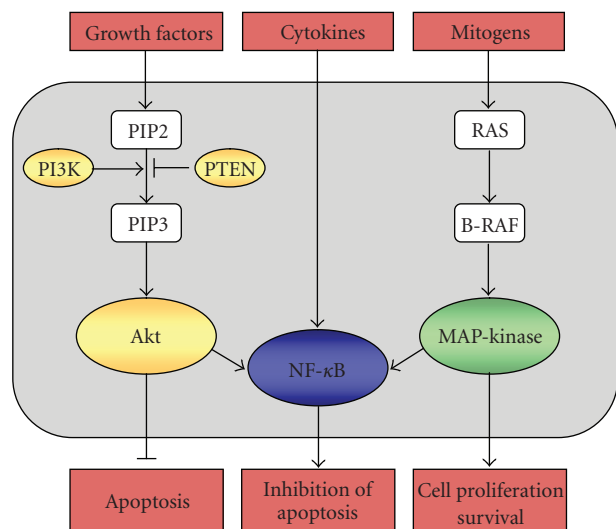 Growth factors
Cytokines
Mitogens
PIP2
RAS
PI3K
PTEN
PIP3
B-RAF
Akt
NF-κB
MAP-kinase
Apoptosis
Inhibition of
apoptosis
Cell proliferation
survival